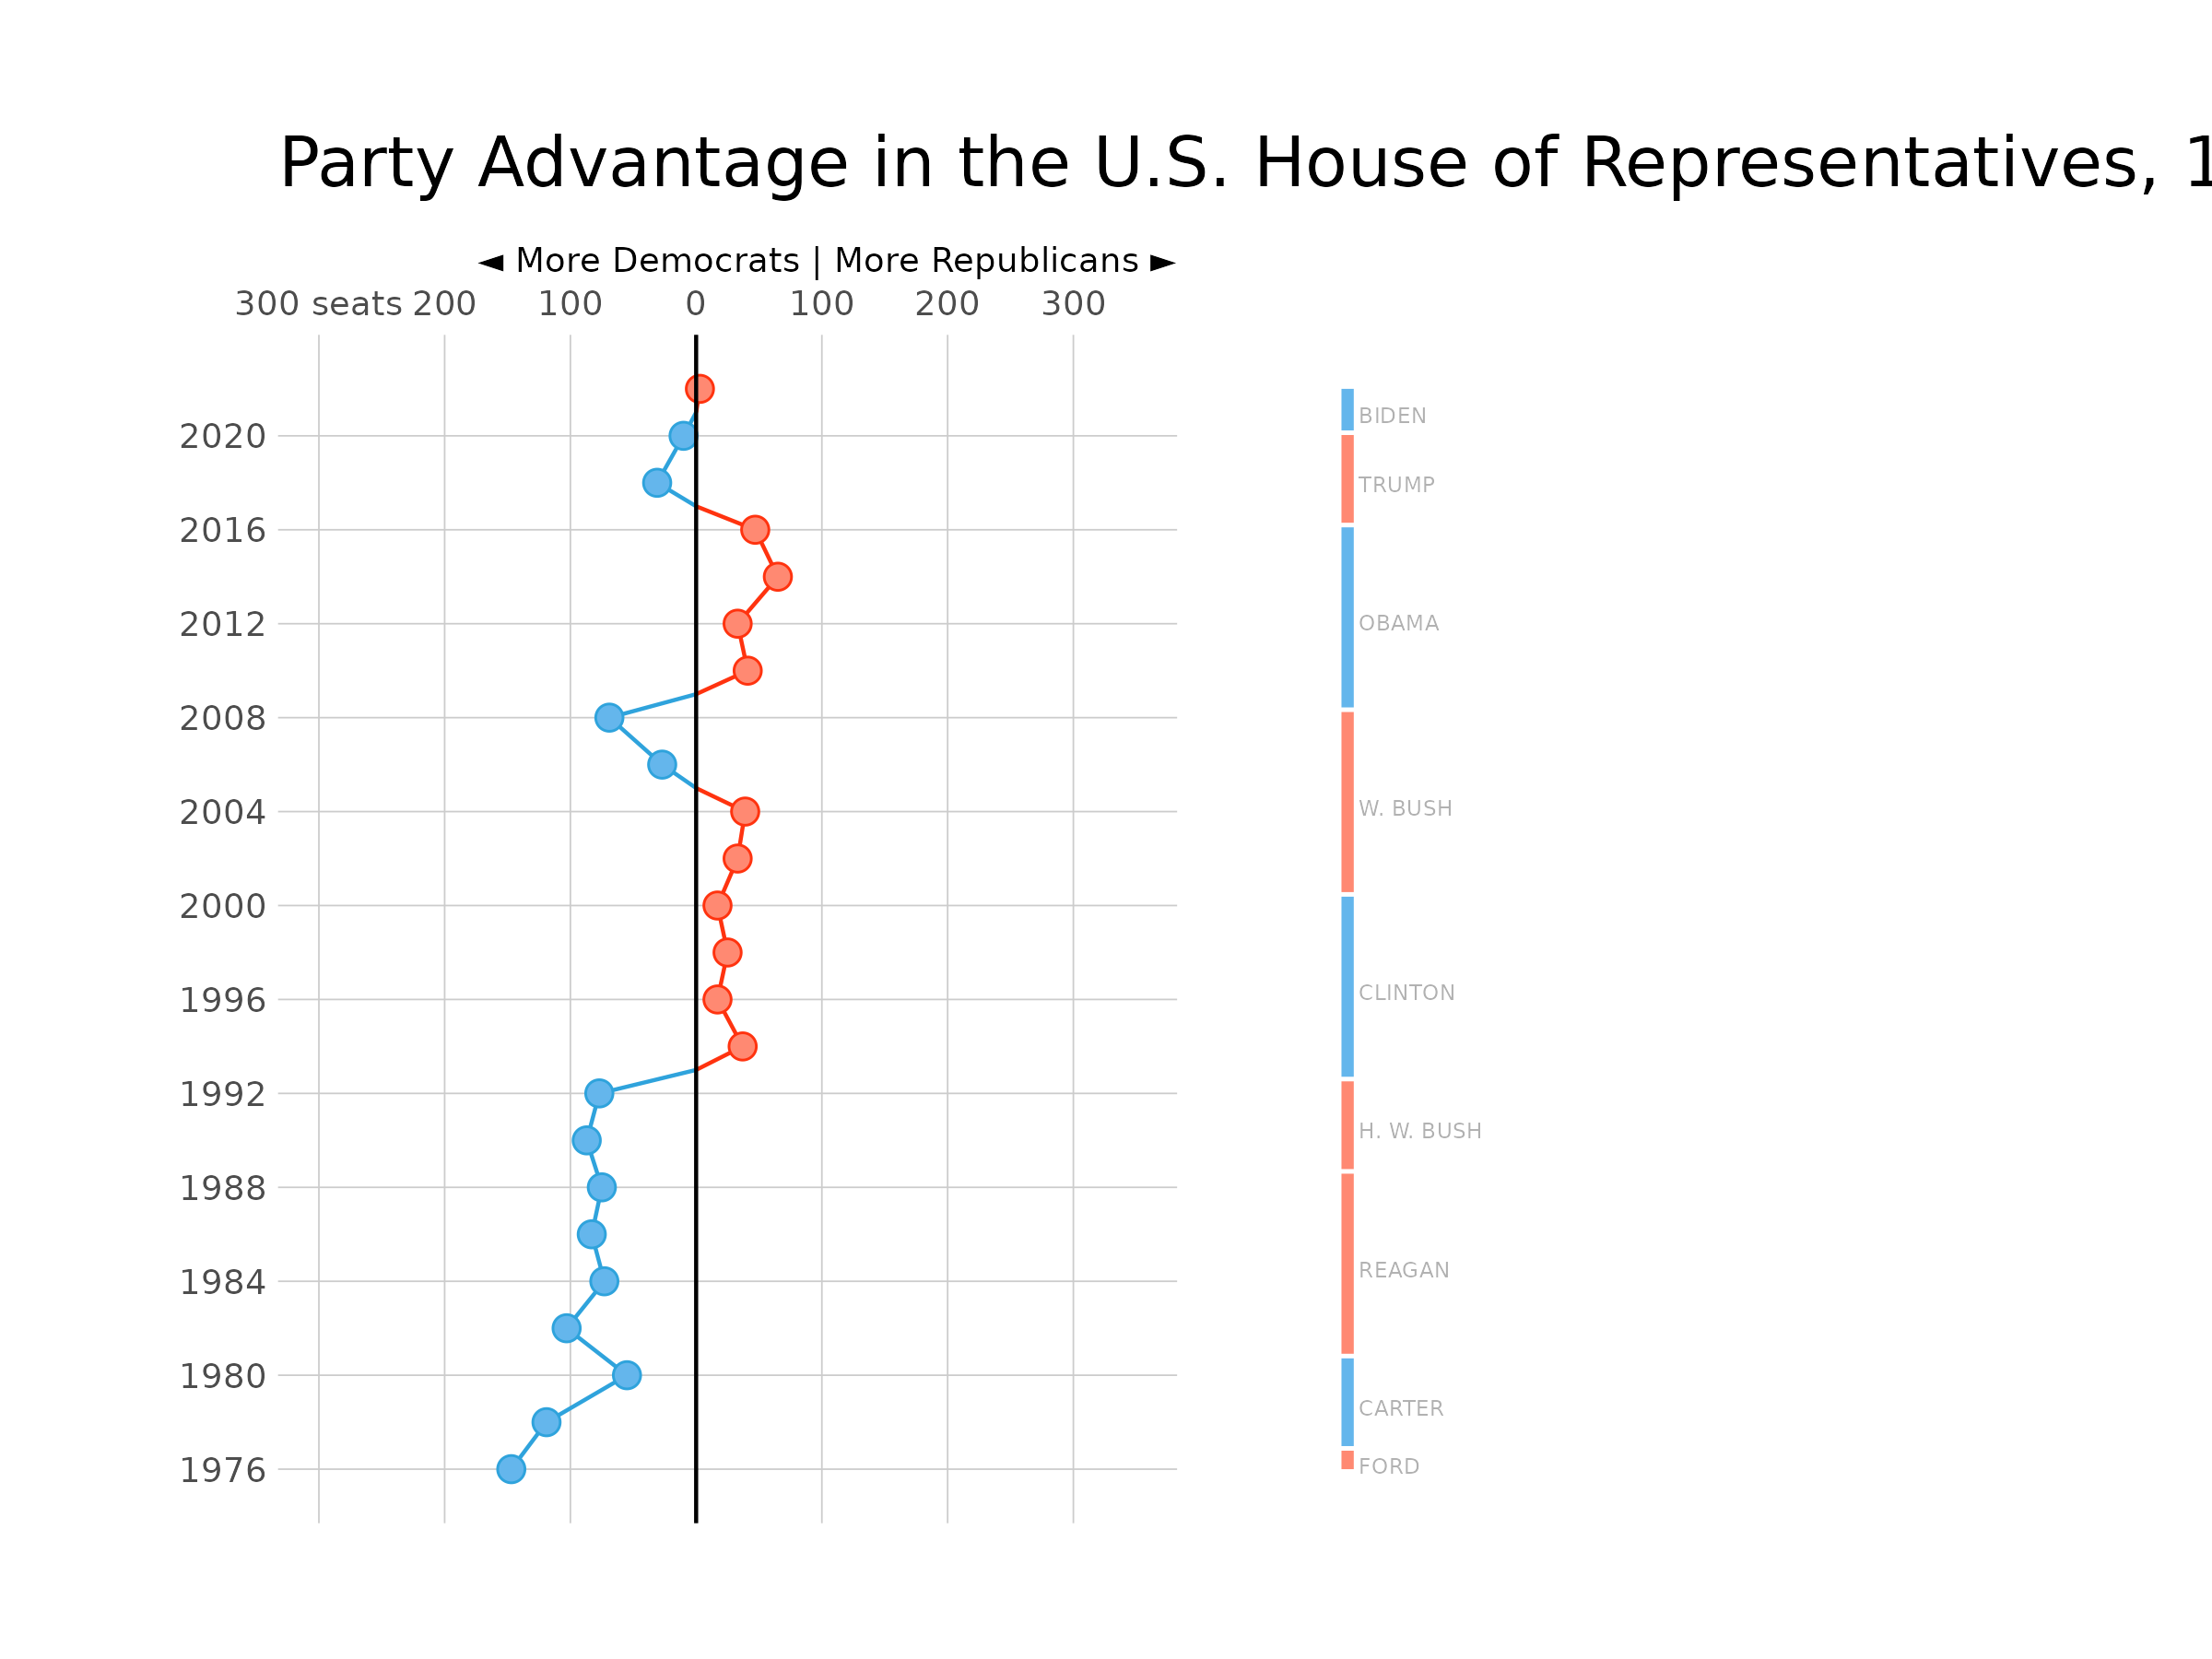 Party Advantage in the U.S. House of Representatives, 1
◄ More Democrats | More Republicans ►
300 seats 200 100 0 100 200 300
BIDEN
2020
TRUMP
2016
2012 OBAMA
2008
2004 W. BUSH
2000
1996 CLINTON
1992
H. W. BUSH
1988
1984 REAGAN
1980
CARTER
1976 FORD